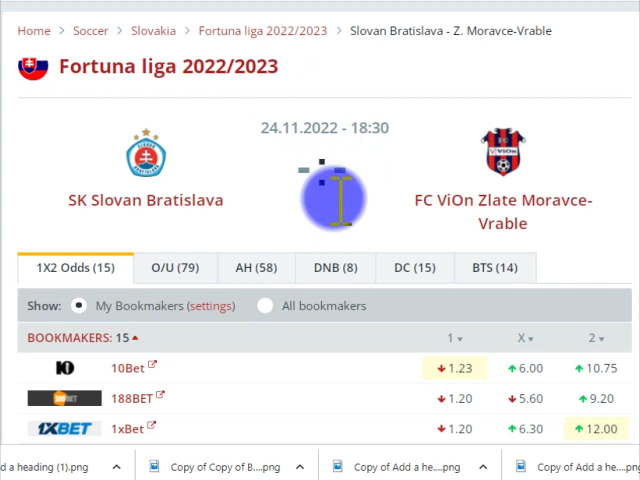 Home > Soccer > Slovakia > Fortuna liga 2022/2023 > Slovan Bratislava - Z. Moravce-Vrable
Fortuna liga 2022/2023
24.11.2022 - 18:30
SK Slovan Bratislava
FC ViOn Zlate Moravce-Vrable
1X2 Odds (15) O/U (79) AH (58) DNB (8) DC (15) BTS (14)
Show: My Bookmakers (settings) All bookmakers
BOOKMAKERS: 15 1 X 2
10Bet 1.23 6.00 10.75
188BET 1.20 5.60 9.20
1XBET 1xBet 1.20 6.30 12.00
d a heading (1).png Copy of Copy of B....png Copy of Add a he....png Copy of Add a he....png